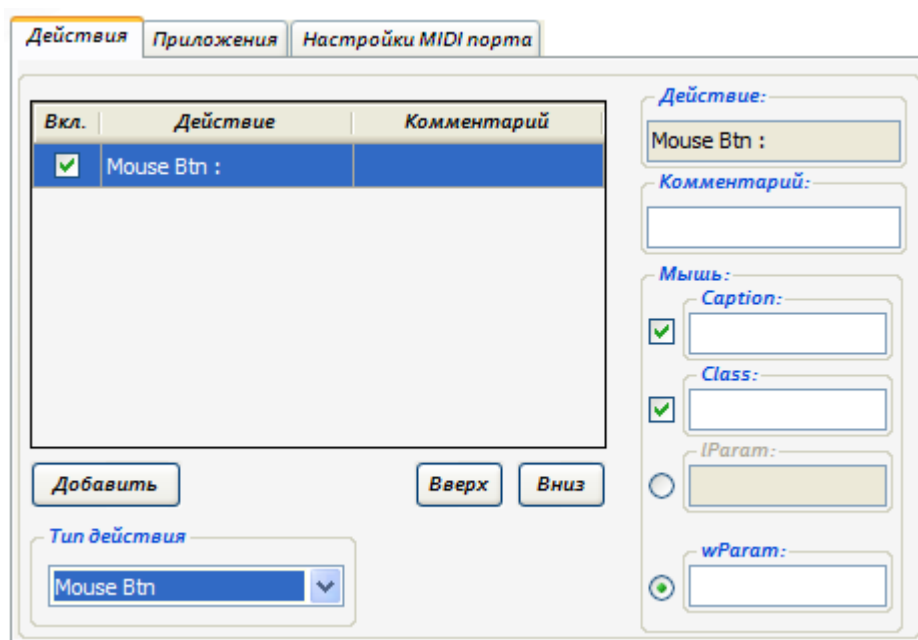 Действия Приложения Настройки MIDI порта
Вкл. Действие Комментарий
Mouse Btn :
Добавить Вверх Вниз
Тип действия
Mouse Btn
Действие:
Mouse Btn :
Комментарий:
Мышь:
Caption:
Class:
lParam:
wParam: